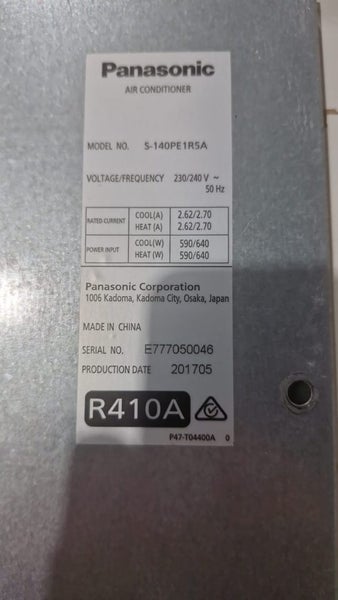 Panasonic
AIR CONDITIONER
MODEL NO. S-140PE1R5A
VOLTAGE/FREQUENCY 230/240 V ~
50 Hz
RATED CURRENT COOL(A) 2.62/2.70
HEAT (A) 2.62/2.70
POWER INPUT COOL(W) 590/640
HEAT (W) 590/640
Panasonic Corporation
1006 Kadoma, Kadoma City, Osaka, Japan
MADE IN CHINA
SERIAL NO. E777050046
PRODUCTION DATE 201705
R410A
P47-T04400A 0